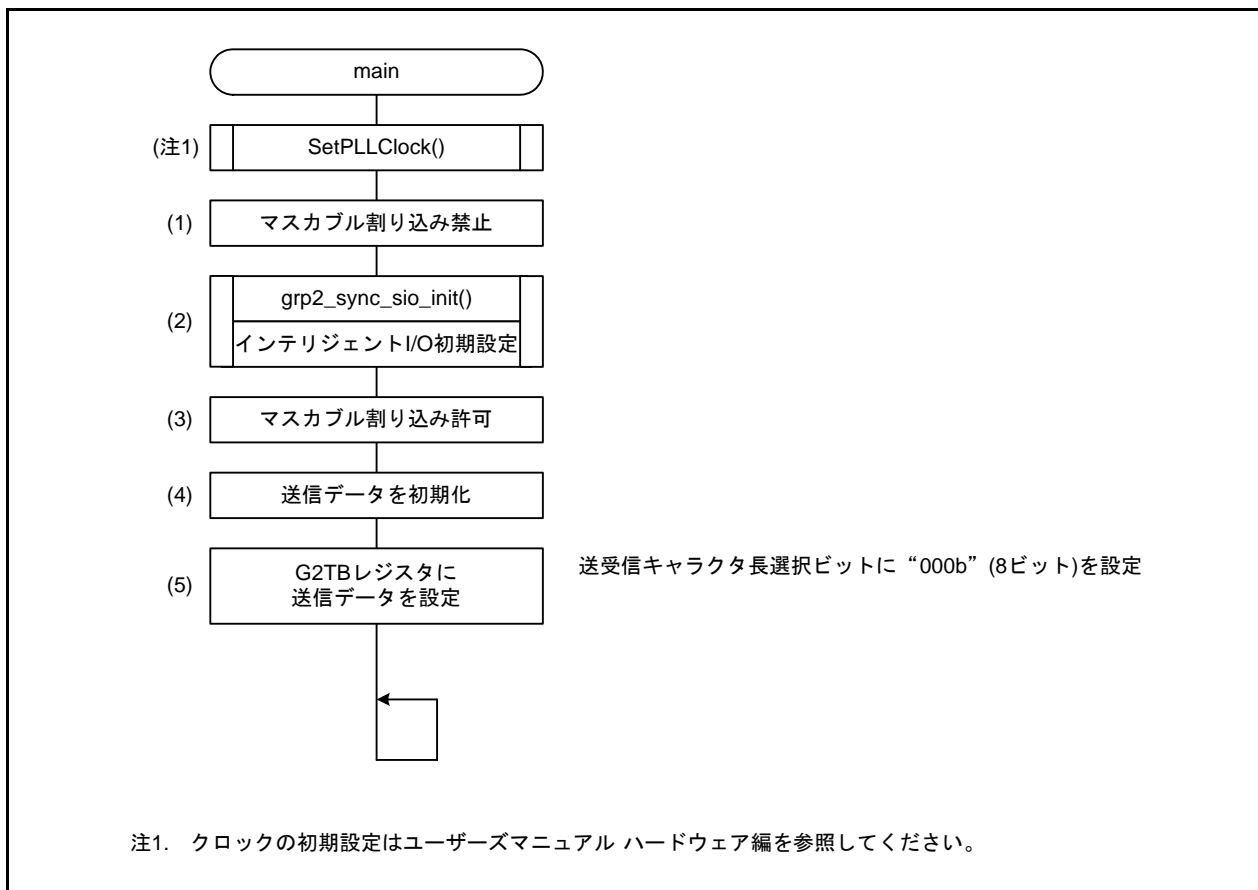 main
(注1) SetPLLClock()
(1) マスカブル割り込み禁止
(2) grp2_sync_sio_init()
インテリジェントI/O初期設定
(3) マスカブル割り込み許可
(4) 送信データを初期化
(5) G2TBレジスタに
送信データを設定
送受信キャラクタ長選択ビットに“000b”(8ビット)を設定
注1. クロックの初期設定はユーザーズマニュアル ハードウェア編を参照してください。